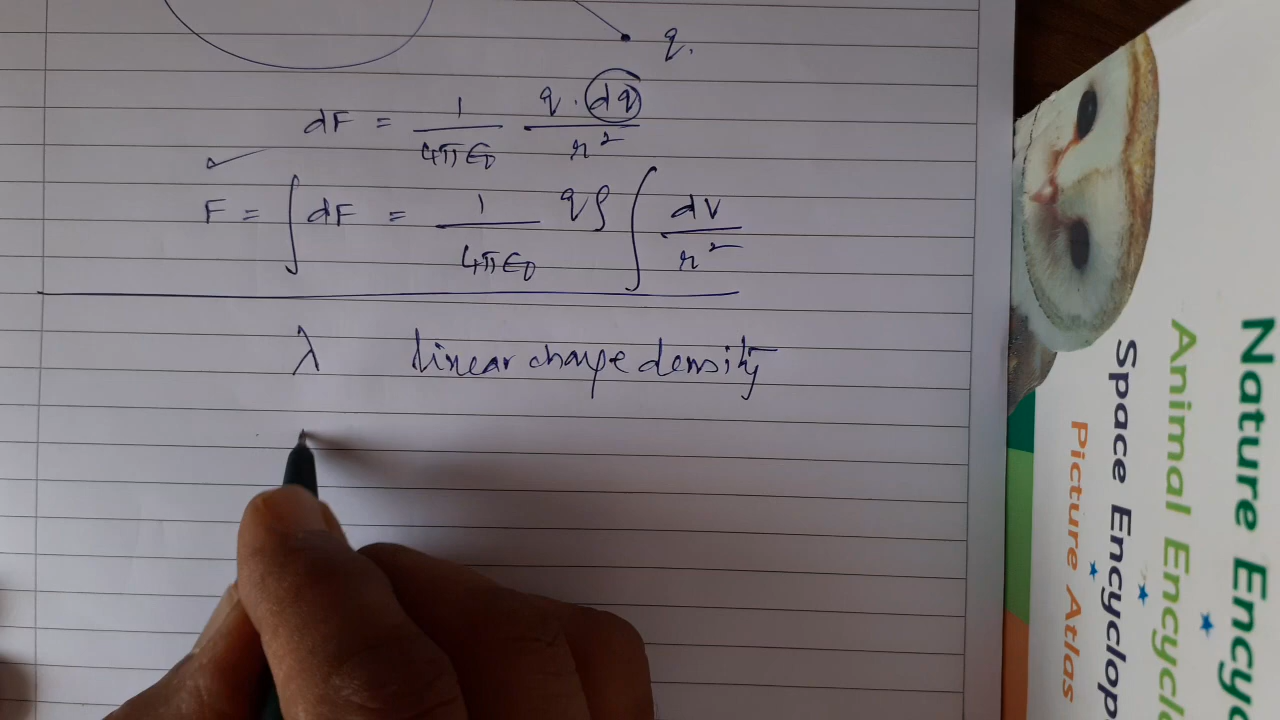 q.
dF = 1/4πϵ₀ q . dq/r²
F = ∫ dF = 1/4πϵ₀ qρ ∫ dV/r²
λ linear charge density
Nature Ency
Animal Encyc
Space Encyclop
Picture Atlas